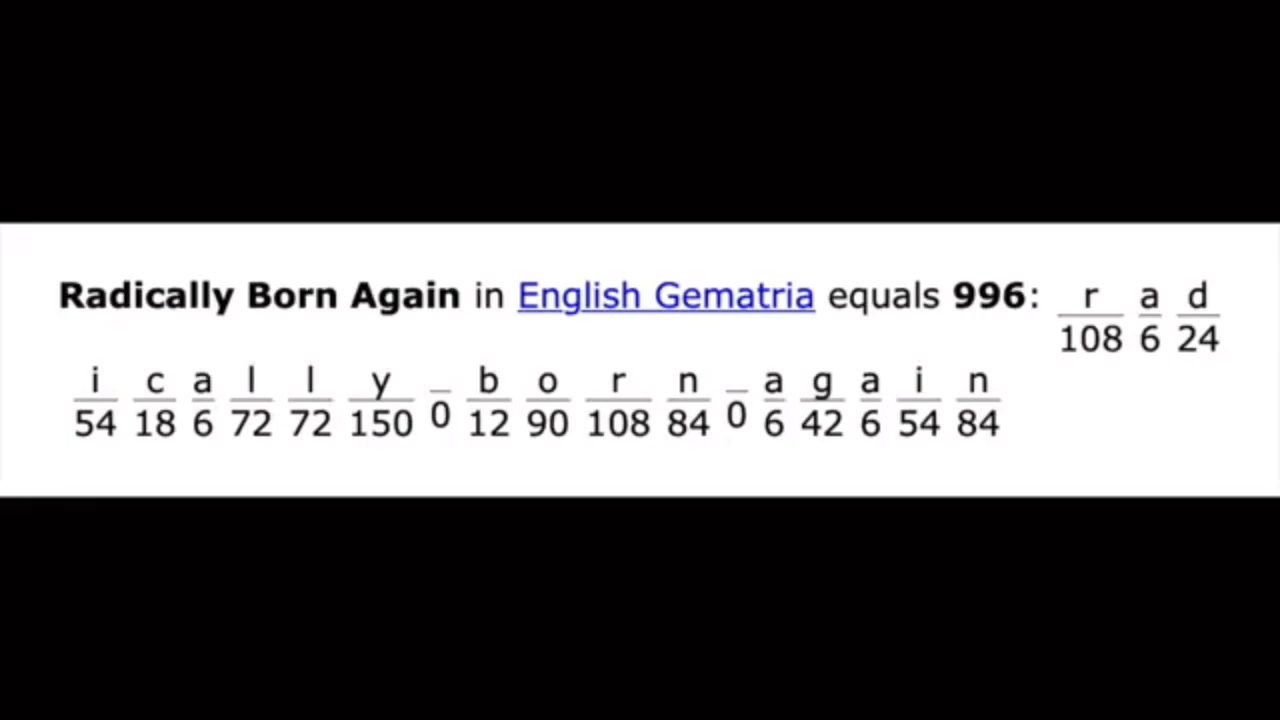 Radically Born Again in English Gematria equals 996: r a d
108 6 24
i c a l l y _ b o r n _ a g a i n
54 18 6 72 72 150 0 12 90 108 84 0 6 42 6 54 84